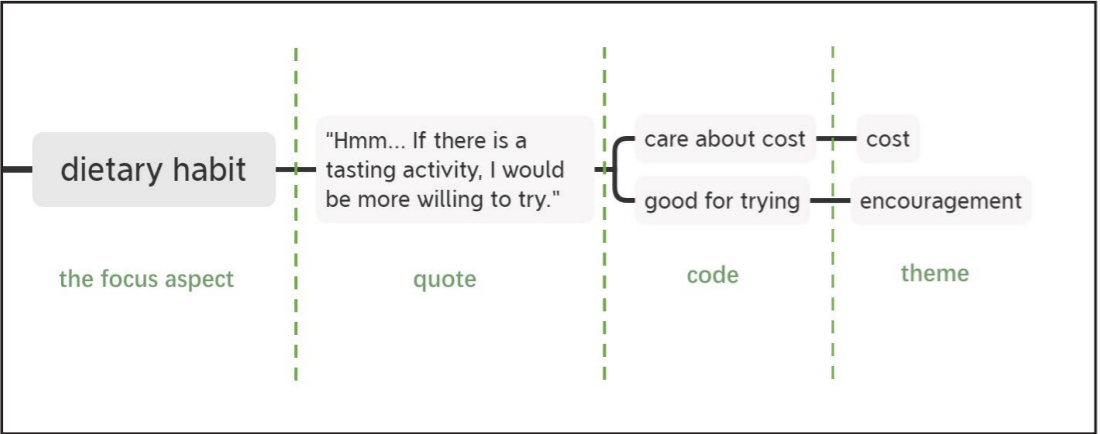 dietary habit
"Hmm... If there is a
tasting activity, I would
be more willing to try."
care about cost
cost
good for trying
encouragement
the focus aspect
quote
code
theme